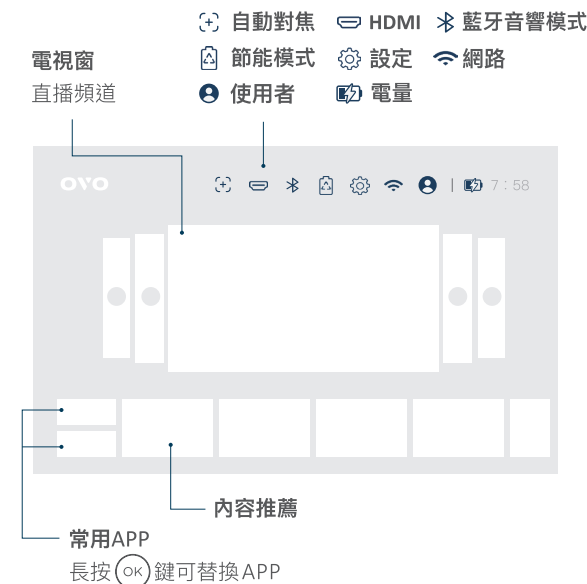 自動對焦 HDMI 藍牙音響模式
電視窗 節能模式 設定 網路
直播頻道 使用者 電量
OVO 7:58
內容推薦
常用APP
長按 OK 鍵可替換APP